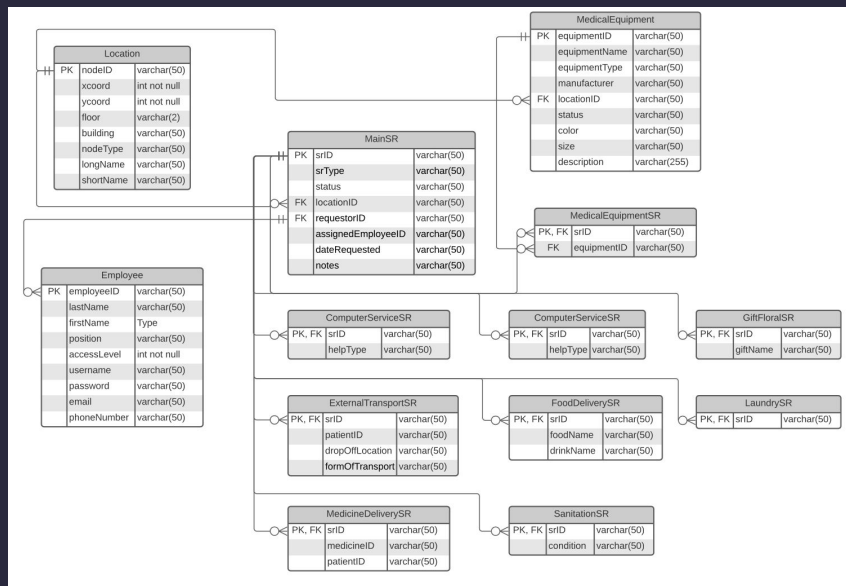 Location
PK nodeID varchar(50)
xcoord int not null
ycoord int not null
floor varchar(2)
building varchar(50)
nodeType varchar(50)
longName varchar(50)
shortName varchar(50)
MedicalEquipment
PK equipmentID varchar(50)
equipmentName varchar(50)
equipmentType varchar(50)
manufacturer varchar(50)
FK locationID varchar(50)
status varchar(50)
color varchar(50)
size varchar(50)
description varchar(255)
MainSR
PK srID varchar(50)
srType varchar(50)
status varchar(50)
FK locationID varchar(50)
FK requestorID varchar(50)
assignedEmployeeID varchar(50)
dateRequested varchar(50)
notes varchar(50)
MedicalEquipmentSR
PK, FK srID varchar(50)
FK equipmentID varchar(50)
Employee
PK employeeID varchar(50)
lastName varchar(50)
firstName Type
position varchar(50)
accessLevel int not null
username varchar(50)
password varchar(50)
email varchar(50)
phoneNumber varchar(50)
ComputerServiceSR
PK, FK srID varchar(50)
helpType varchar(50)
ComputerServiceSR
PK, FK srID varchar(50)
helpType varchar(50)
GiftFloralSR
PK, FK srID varchar(50)
giftName varchar(50)
ExternalTransportSR
PK, FK srID varchar(50)
patientID varchar(50)
dropOffLocation varchar(50)
formOfTransport varchar(50)
FoodDeliverySR
PK, FK srID varchar(50)
foodName varchar(50)
drinkName varchar(50)
LaundrySR
PK, FK srID varchar(50)
MedicineDeliverySR
PK, FK srID varchar(50)
medicineID varchar(50)
patientID varchar(50)
SanitationSR
PK, FK srID varchar(50)
condition varchar(50)